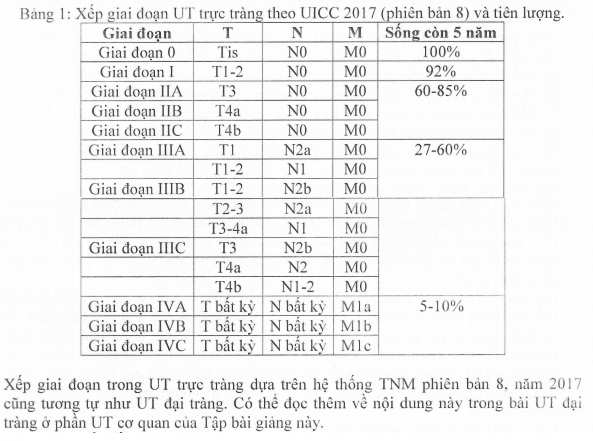 Bảng 1: Xếp giai đoạn UT trực tràng theo UICC 2017 (phiên bản 8) và tiên lượng.
Giai đoạn T N M Sống còn 5 năm
Giai đoạn 0 Tis N0 M0 100%
Giai đoạn I T1-2 N0 M0 92%
Giai đoạn IIA T3 N0 M0 60-85%
Giai đoạn IIB T4a N0 M0
Giai đoạn IIC T4b N0 M0
Giai đoạn IIIA T1 N2a M0 27-60%
T1-2 N1 M0
Giai đoạn IIIB T1-2 N2b M0
T2-3 N2a M0
T3-4a N1 M0
Giai đoạn IIIC T3 N2b M0
T4a N2 M0
T4b N1-2 M0
Giai đoạn IVA T bất kỳ N bất kỳ M1a 5-10%
Giai đoạn IVB T bất kỳ N bất kỳ M1b
Giai đoạn IVC T bất kỳ N bất kỳ M1c
Xếp giai đoạn trong UT trực tràng dựa trên hệ thống TNM phiên bản 8, năm 2017
cũng tương tự như UT đại tràng. Có thể đọc thêm về nội dung này trong bài UT đại
tràng ở phần UT cơ quan của Tập bài giảng này.